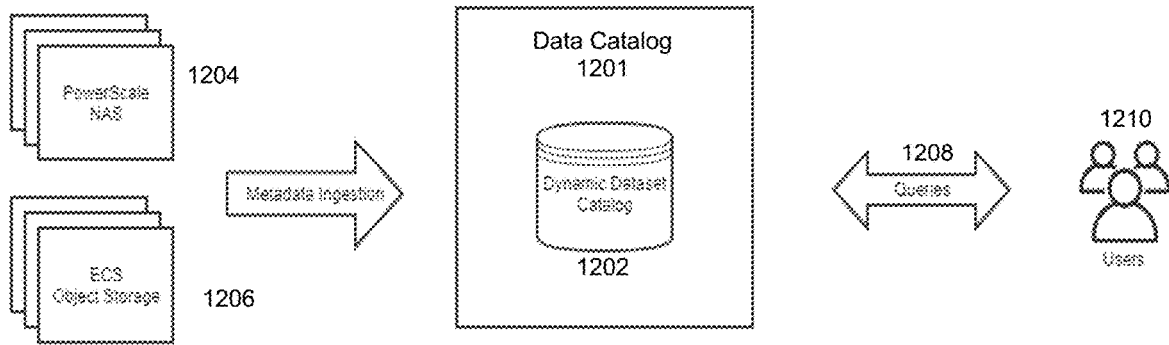 PowerScale
NAS
1204
ECS
Object Storage
1206
Metadata Ingestion
Data Catalog
1201
Dynamic Dataset
Catalog
1202
1208
Queries
1210
Users